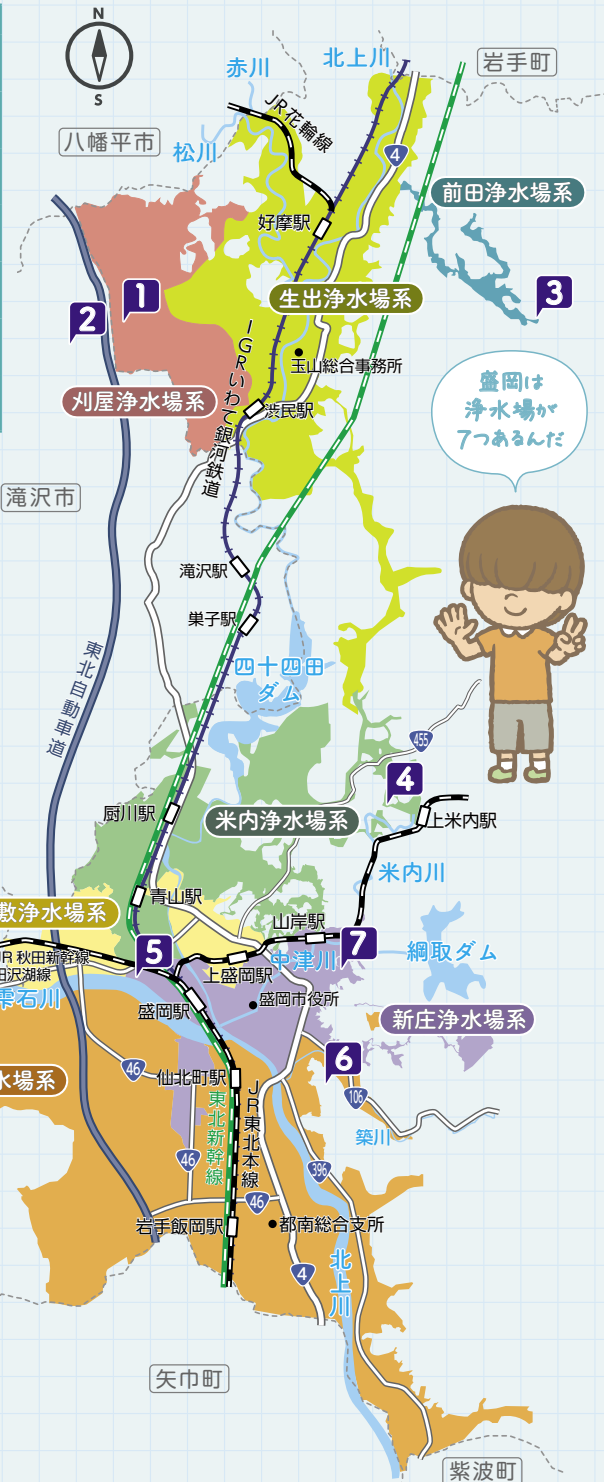 N
S
赤川
北上川
岩手町
JR花輪線
八幡平市
松川
4
前田浄水場系
好摩駅
1
2
3
生出浄水場系
IGRいわて銀河鉄道
玉山総合事務所
盛岡は
浄水場が
7つあるんだ
刈屋浄水場系
渋民駅
滝沢市
滝沢駅
巣子駅
四十四田
ダム
東北自動車道
455
4
厨川駅
米内浄水場系
上米内駅
米内川
青山駅
敷浄水場系
山岸駅
5
7
JR 秋田新幹線
田沢湖線
中津川
綱取ダム
上盛岡駅
雫石川
盛岡駅
盛岡市役所
新庄浄水場系
6
水場系
46
仙北町駅
106
東北新幹線
JR東北本線
簗川
46
396
46
岩手飯岡駅
都南総合支所
北上川
4
矢巾町
紫波町